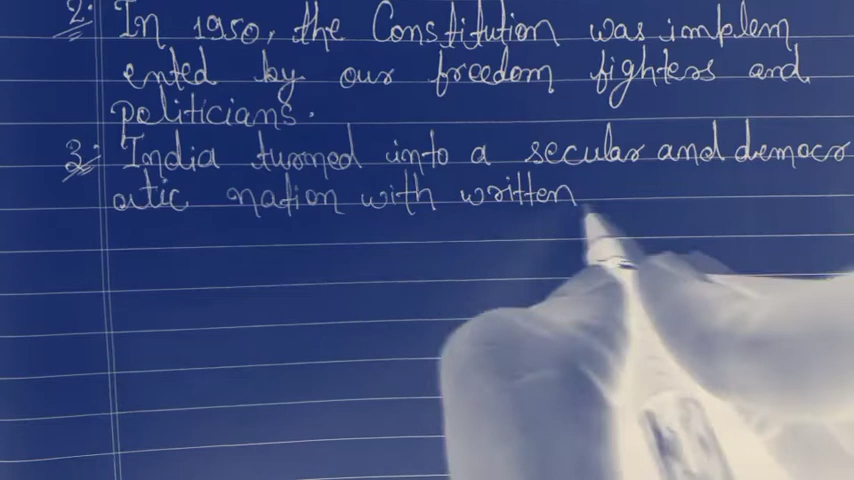 2. In 1950, the Constitution was implem
ented by our freedom fighters and
politicians.
3. India turned into a secular and democr
atic nation with written